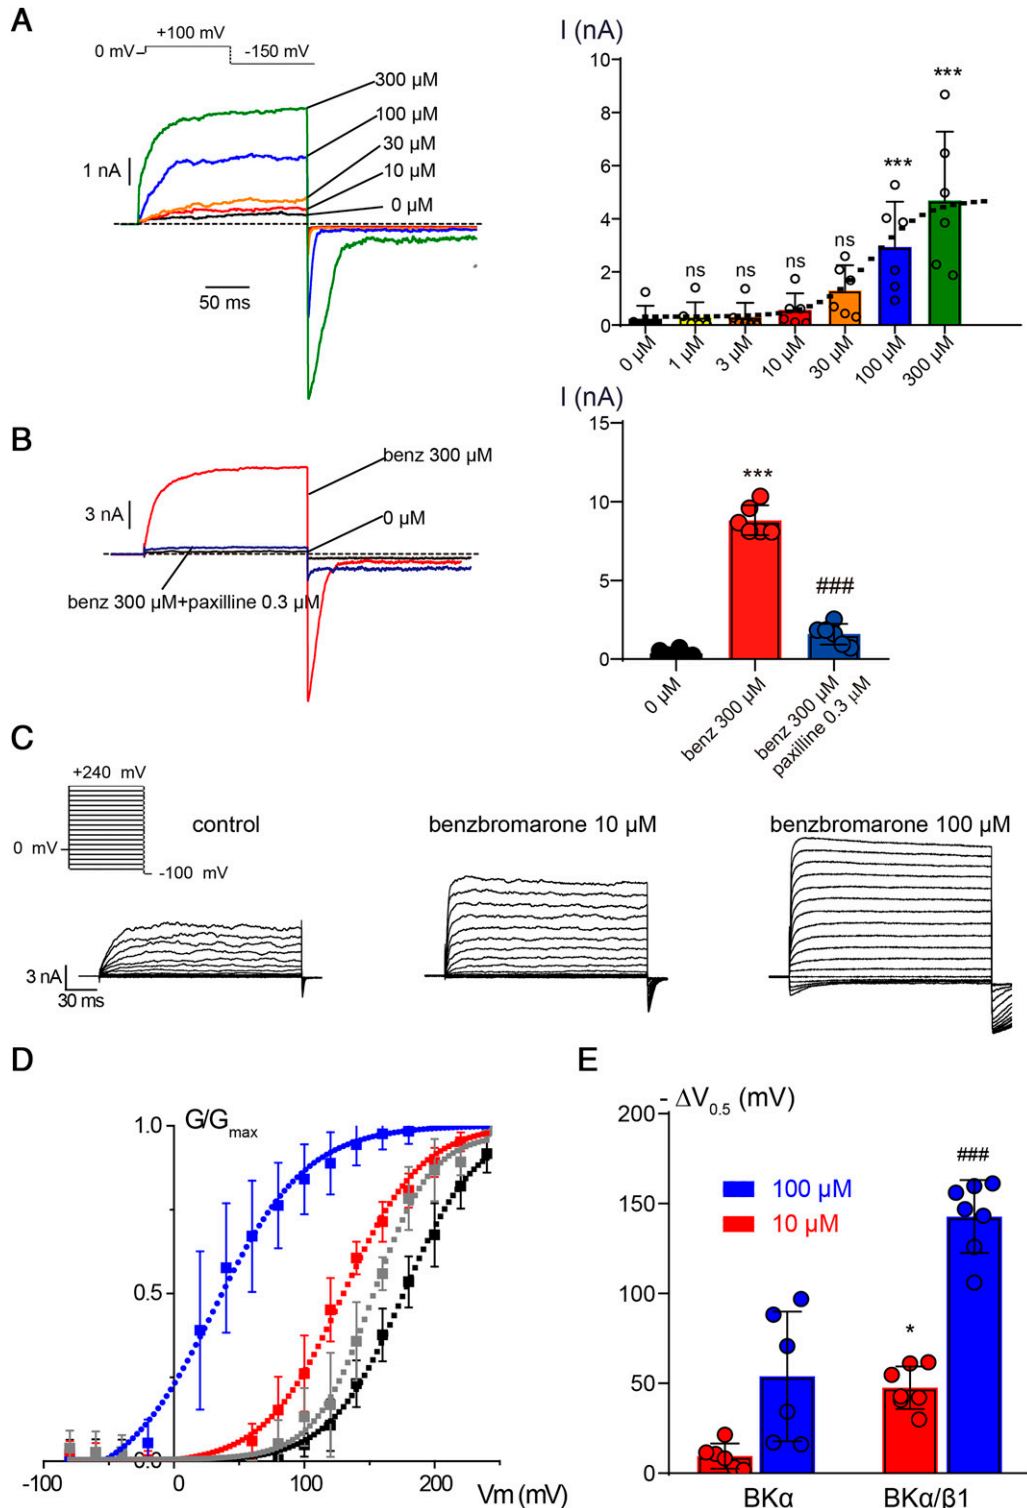 A
+100 mV
0 mV
-150 mV
300 µM
100 µM
30 µM
10 µM
0 µM
1 nA
50 ms
I (nA)
10
8
6
4
2
0
ns
ns
ns
ns
***
***
0 µM
1 µM
3 µM
10 µM
30 µM
100 µM
300 µM
B
benz 300 µM
3 nA
0 µM
benz 300 µM+paxilline 0.3 µM
I (nA)
15
10
5
0
***
###
0 µM
benz 300 µM
benz 300 µM
paxilline 0.3 µM
C
+240 mV
0 mV
-100 mV
control
benzbromarone 10 µM
benzbromarone 100 µM
3 nA
30 ms
D
G/Gmax
1.0
0.5
0.0
-100
0
100
200
Vm (mV)
E
- ΔV0.5 (mV)
200
150
100
50
0
100 µM
10 µM
*
###
BKα
BKα/β1